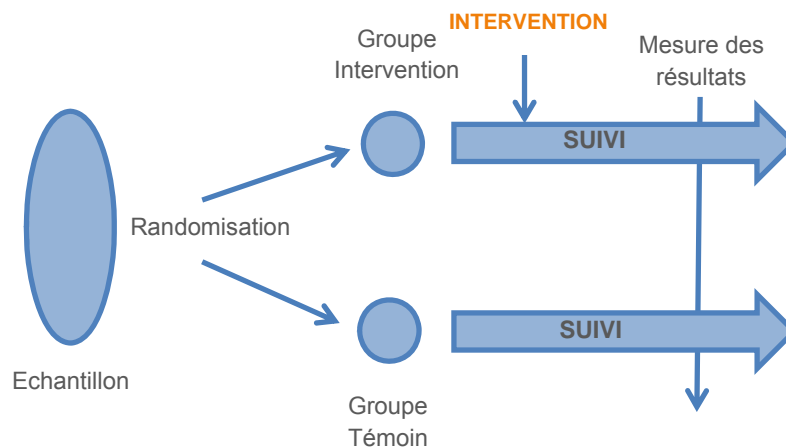 Groupe
Intervention
INTERVENTION
Mesure des
résultats
SUIVI
Randomisation
SUIVI
Echantillon
Groupe
Témoin